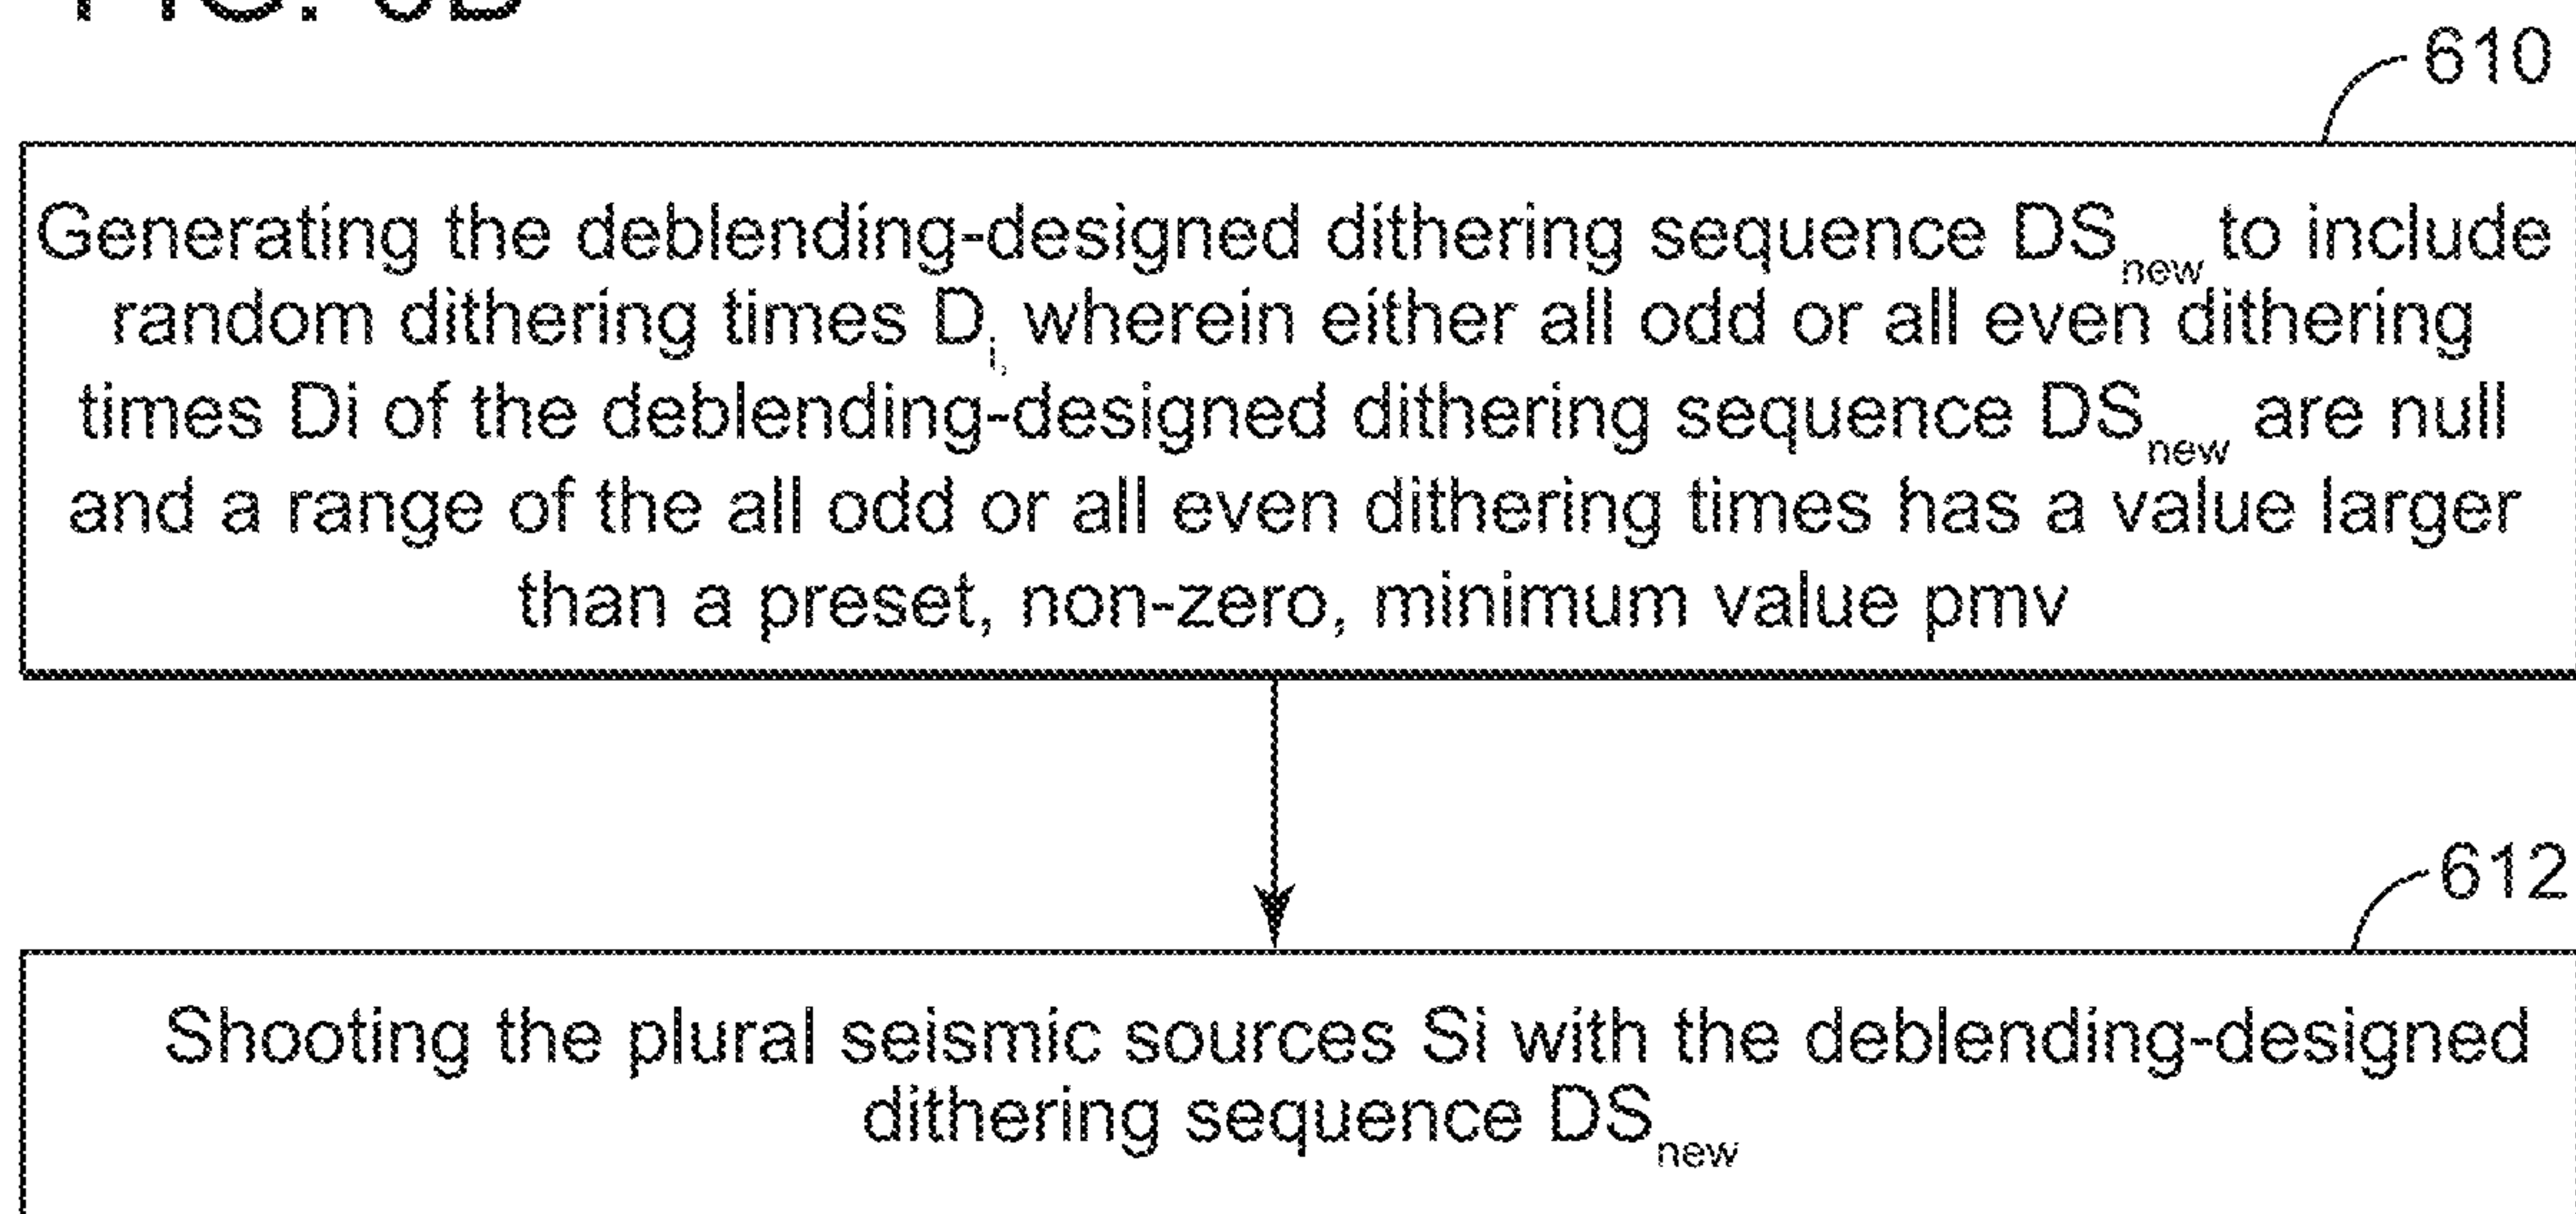 610
Generating the deblending-designed dithering sequence DSnew to include
random dithering times Di, wherein either all odd or all even dithering
times Di of the deblending-designed dithering sequence DSnew are null
and a range of the all odd or all even dithering times has a value larger
than a preset, non-zero, minimum value pmv
612
Shooting the plural seismic sources Si with the deblending-designed
dithering sequence DSnew